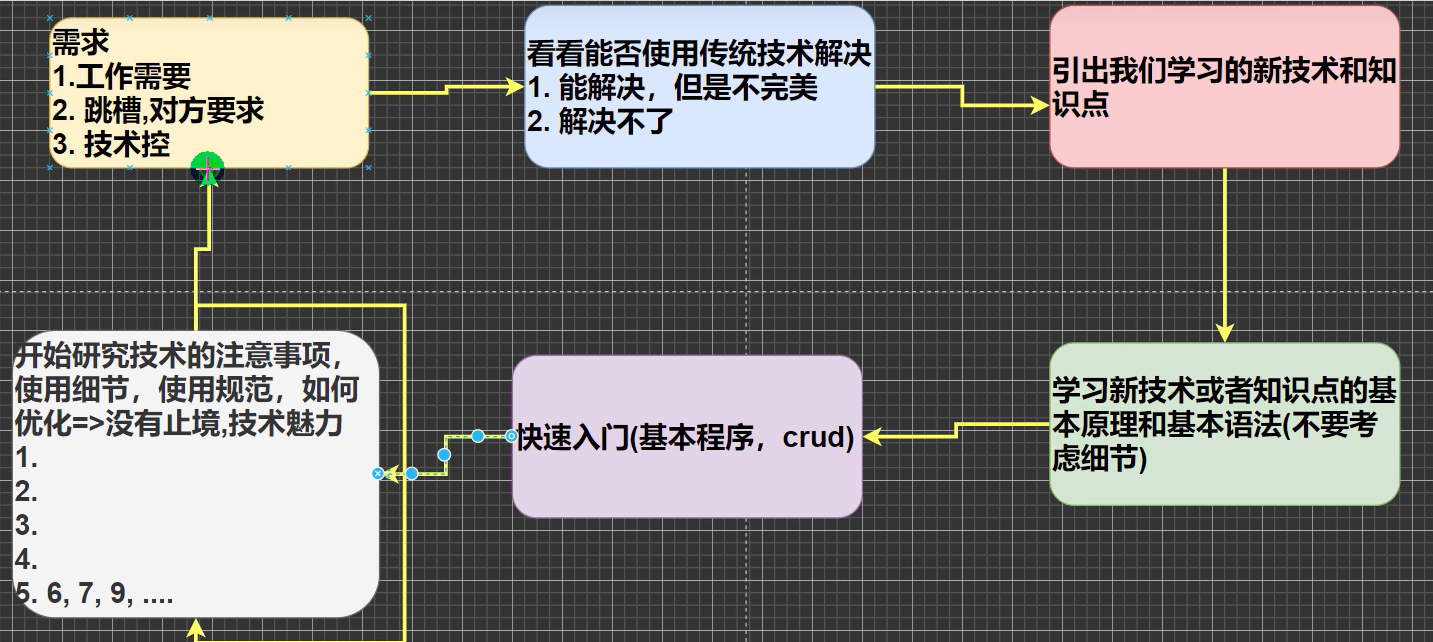 需求
1.工作需要
2. 跳槽,对方要求
3. 技术控
看看能否使用传统技术解决
1. 能解决，但是不完美
2. 解决不了
引出我们学习的新技术和知
识点
学习新技术或者知识点的基
本原理和基本语法(不要考
虑细节)
快速入门(基本程序，crud)
开始研究技术的注意事项，
使用细节，使用规范，如何
优化=>没有止境,技术魅力
1.
2.
3.
4.
5. 6, 7, 9, ....